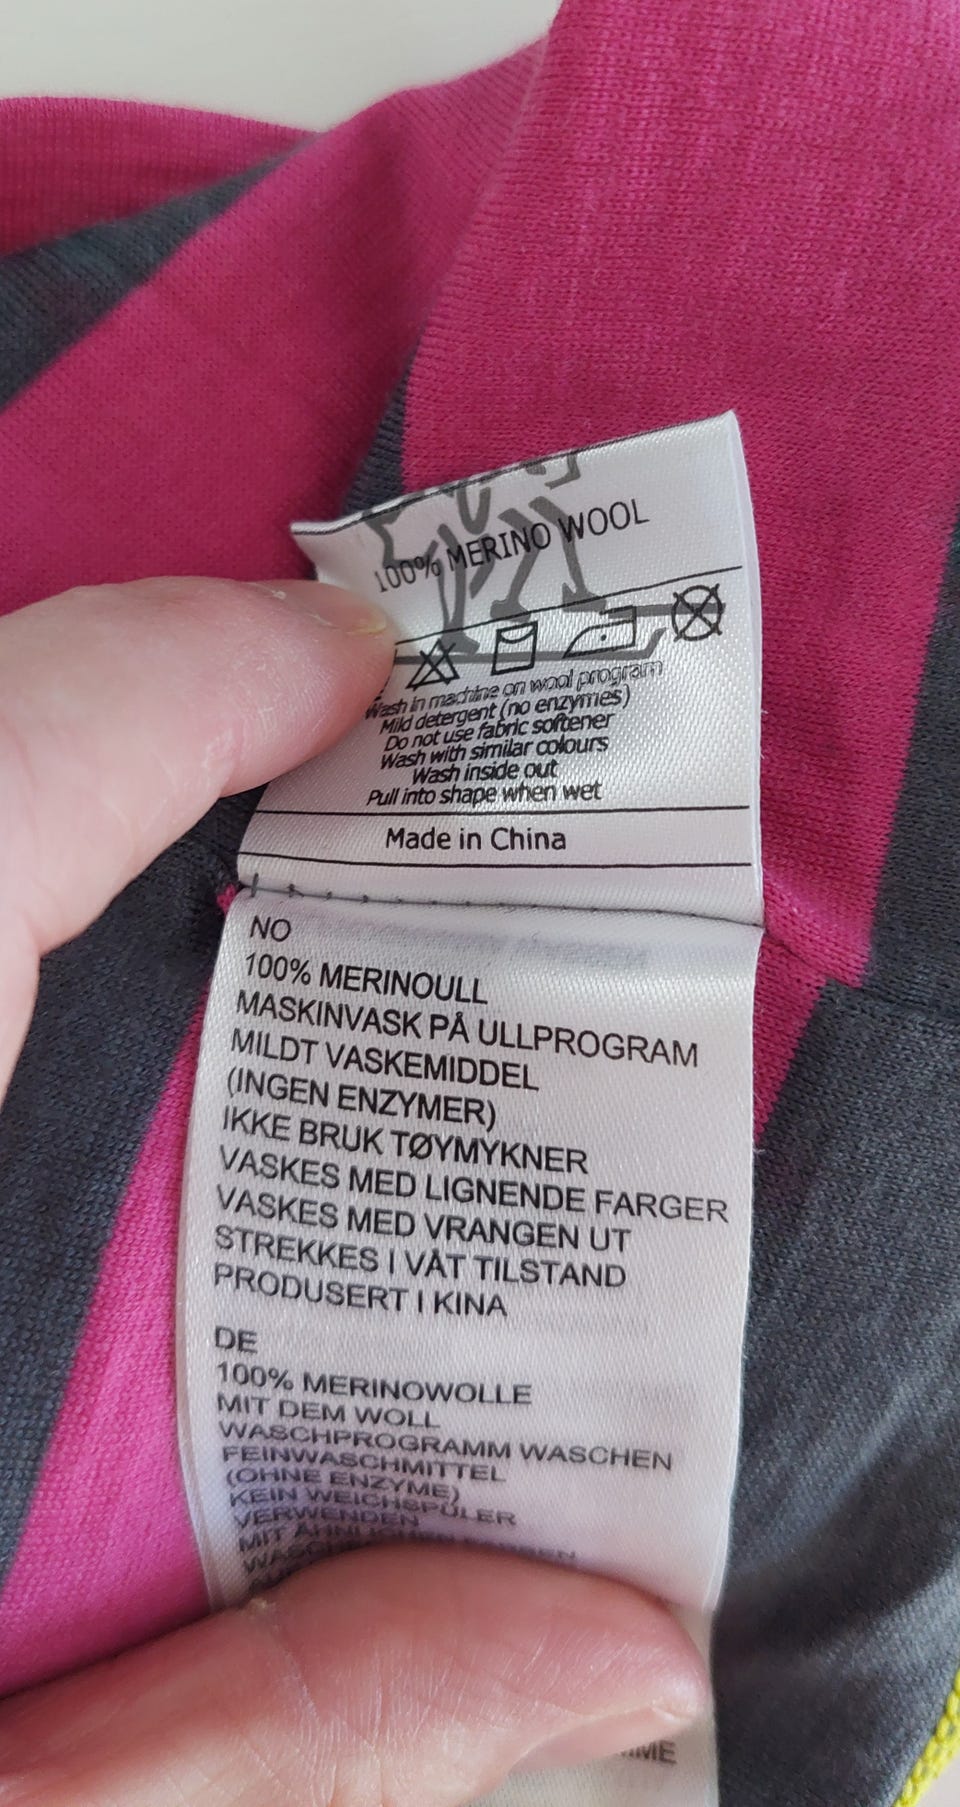 100% MERINO WOOL
Wash in machine on wool program
Mild detergent (no enzymes)
Do not use fabric softener
Wash with similar colours
Wash inside out
Pull into shape when wet
Made in China
NO
100% MERINOULL
MASKINVASK PÅ ULLPROGRAM
MILDT VASKEMIDDEL
(INGEN ENZYMER)
IKKE BRUK TØYMYKNER
VASKES MED LIGNENDE FARGER
VASKES MED VRANGEN UT
STREKKES I VÅT TILSTAND
PRODUSERT I KINA
DE
100% MERINOWOLLE
MIT DEM WOLL
WASCHPROGRAMM WASCHEN
FEINWASCHMITTEL
(OHNE ENZYME)
KEIN WEICHSPÜLER
VERWENDEN
MIT